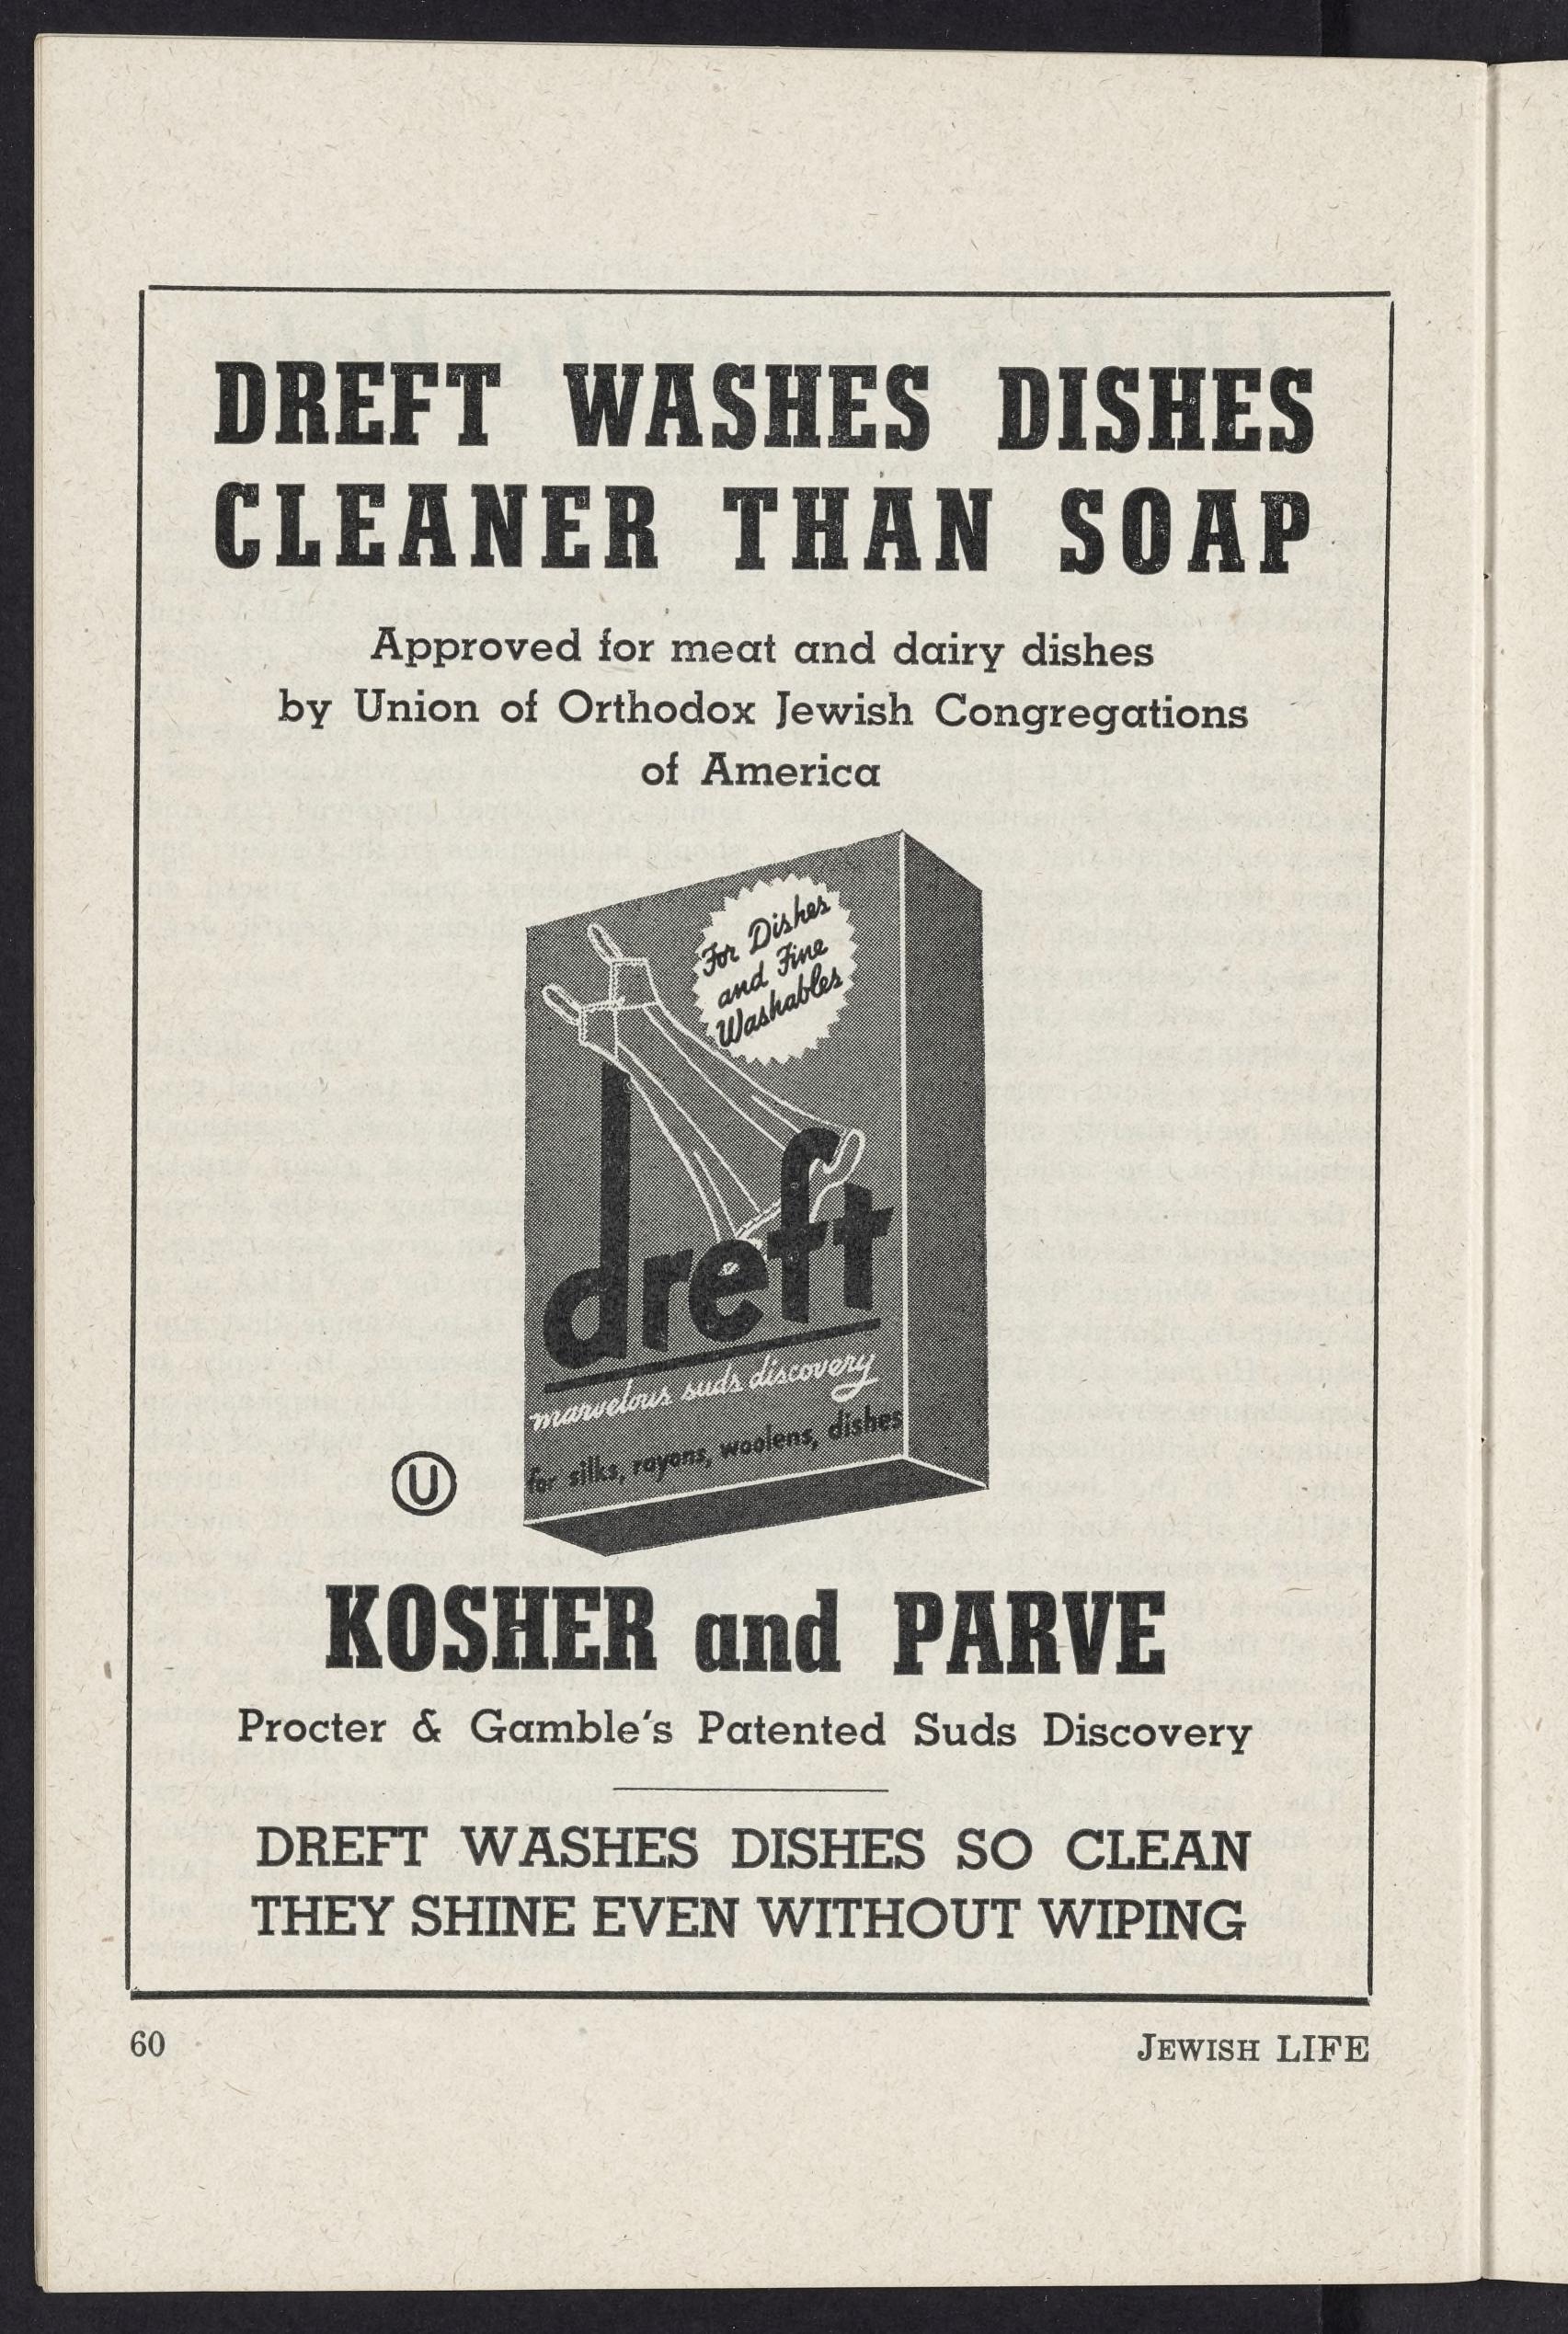 DREFT WASHES DISHES
CLEANER THAN SOAP
Approved for meat and dairy dishes
by Union of Orthodox Jewish Congregations
of America
For Dishes
and Fine
Washables
dreft
marvelous suds discovery
for silks, rayons, woolens, dishes
U
KOSHER and PARVE
Procter & Gamble's Patented Suds Discovery
DREFT WASHES DISHES SO CLEAN
THEY SHINE EVEN WITHOUT WIPING
60
JEWISH LIFE